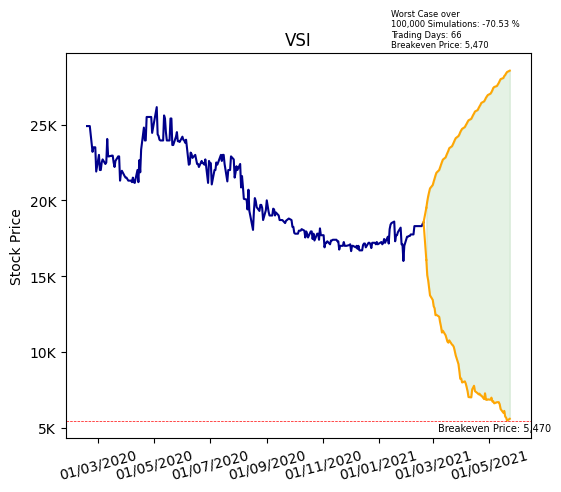 Worst Case over
100,000 Simulations: -70.53 %
Trading Days: 66
Breakeven Price: 5,470
VSI
Stock Price
25K
20K
15K
10K
5K
Breakeven Price: 5,470
01/03/2020 01/05/2020 01/07/2020 01/09/2020 01/11/2020 01/01/2021 01/03/2021 01/05/2021